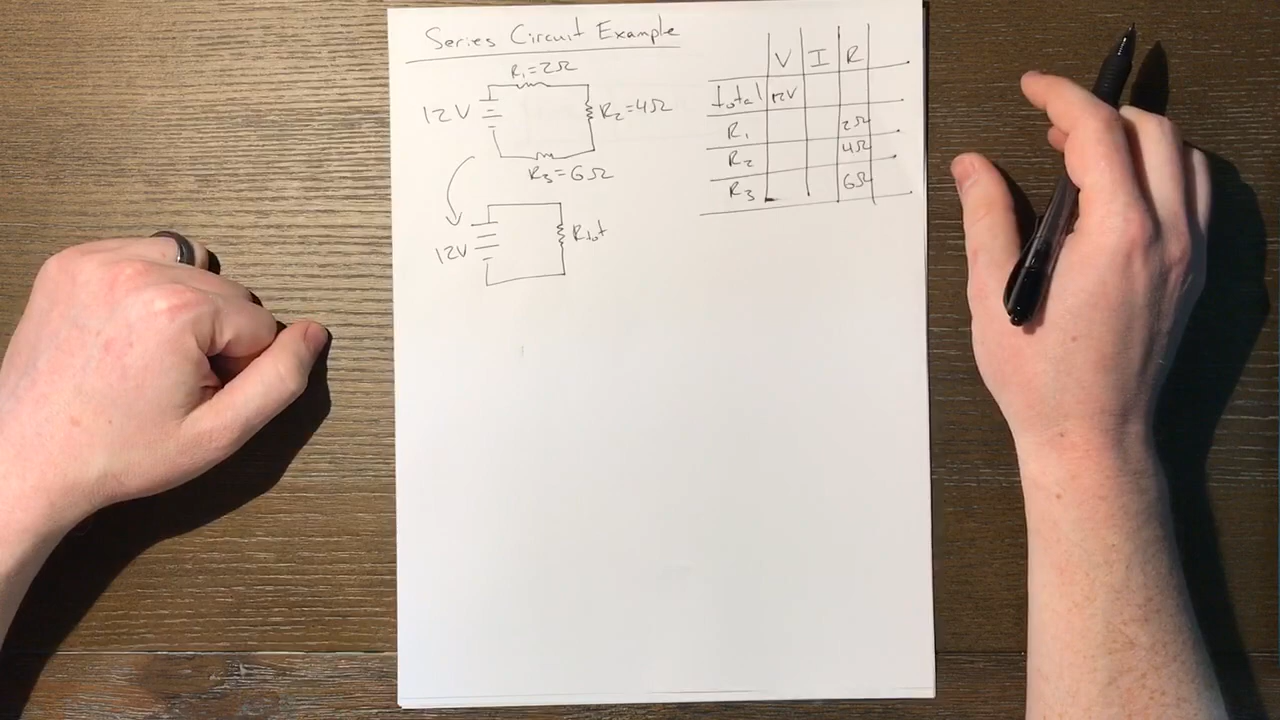 Series Circuit Example
R₁=2Ω
12V
R₂=4Ω
R₃=6Ω
12V
Rtot
V I R
total 12V
R₁ 2Ω
R₂ 4Ω
R₃ 6Ω